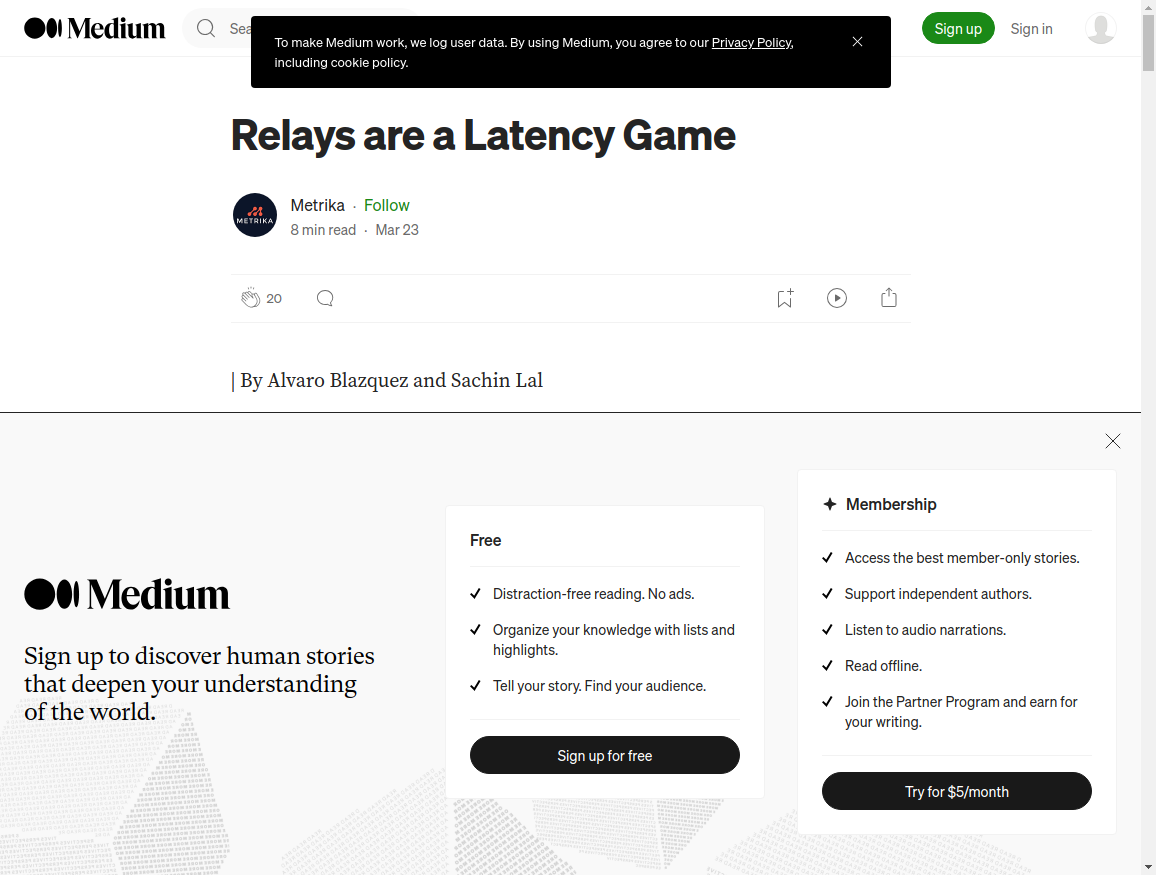 Medium
Sea
To make Medium work, we log user data. By using Medium, you agree to our Privacy Policy,
including cookie policy.
Sign up
Sign in
Relays are a Latency Game
METRIKA
Metrika · Follow
8 min read · Mar 23
20
By Alvaro Blazquez and Sachin Lal
Medium
Sign up to discover human stories
that deepen your understanding
of the world.
Free
Distraction-free reading. No ads.
Organize your knowledge with lists and
highlights.
Tell your story. Find your audience.
Sign up for free
Membership
Access the best member-only stories.
Support independent authors.
Listen to audio narrations.
Read offline.
Join the Partner Program and earn for
your writing.
Try for $5/month